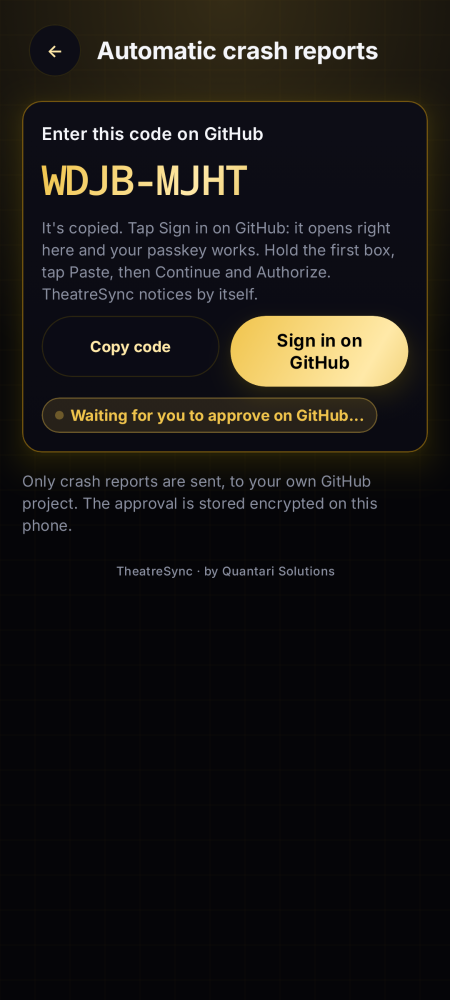 ←
Automatic crash reports
Enter this code on GitHub
WDJB-MJHT
It's copied. Tap Sign in on GitHub: it opens right
here and your passkey works. Hold the first box,
tap Paste, then Continue and Authorize.
TheatreSync notices by itself.
Copy code
Sign in on
GitHub
Waiting for you to approve on GitHub...
Only crash reports are sent, to your own GitHub
project. The approval is stored encrypted on this
phone.
TheatreSync · by Quantari Solutions